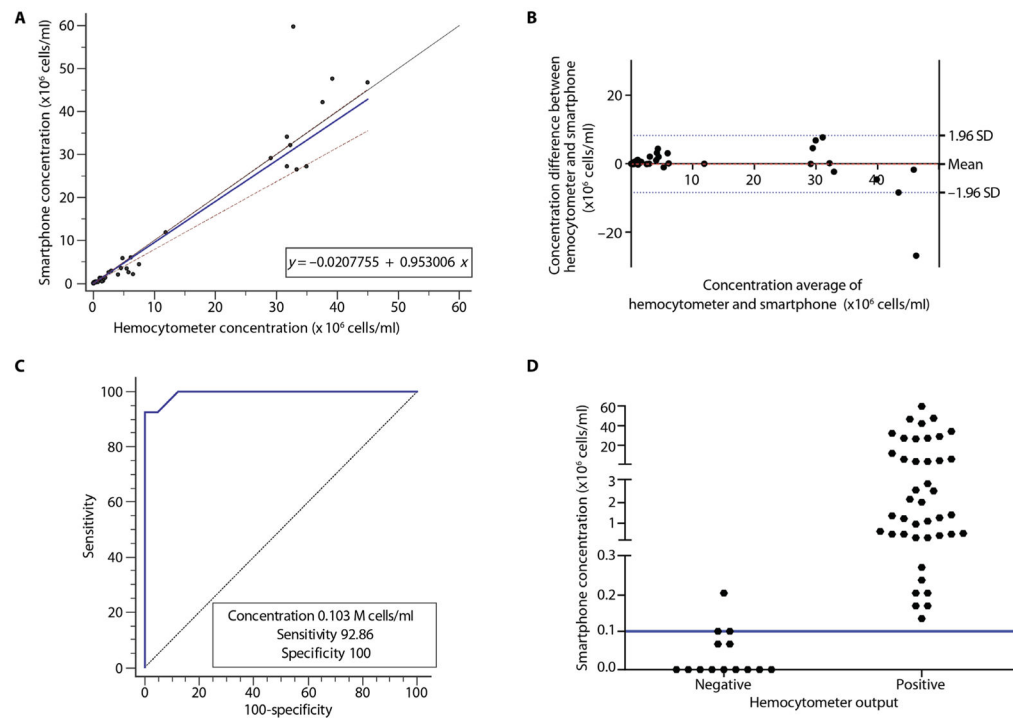 A
Smartphone concentration (x10⁶ cells/ml)
60
50
40
30
20
10
0
y = –0.0207755 + 0.953006 x
0 10 20 30 40 50 60
Hemocytometer concentration (x 10⁶ cells/ml)
B
Concentration difference between
hemocytometer and smartphone
(x10⁶ cells/ml)
20
0
–20
10 20 30 40
1.96 SD
Mean
–1.96 SD
Concentration average of
hemocytometer and smartphone (x10⁶ cells/ml)
C
Sensitivity
100
80
60
40
20
0
Concentration 0.103 M cells/ml
Sensitivity 92.86
Specificity 100
0 20 40 60 80 100
100-specificity
D
Smartphone concentration (x10⁶ cells/ml)
60
40
20
3
2
1
0.3
0.2
0.1
0.0
Negative Positive
Hemocytometer output